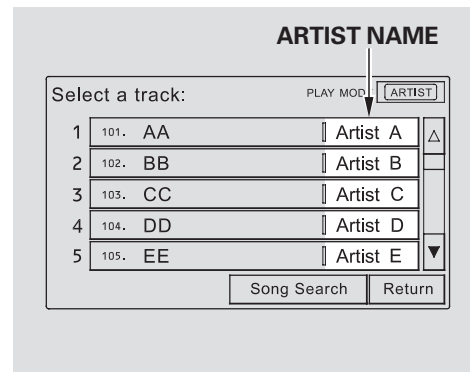 ARTIST NAME
Select a track: PLAY MODE ARTIST
1 101. AA Artist A
2 102. BB Artist B
3 103. CC Artist C
4 104. DD Artist D
5 105. EE Artist E
Song Search Return